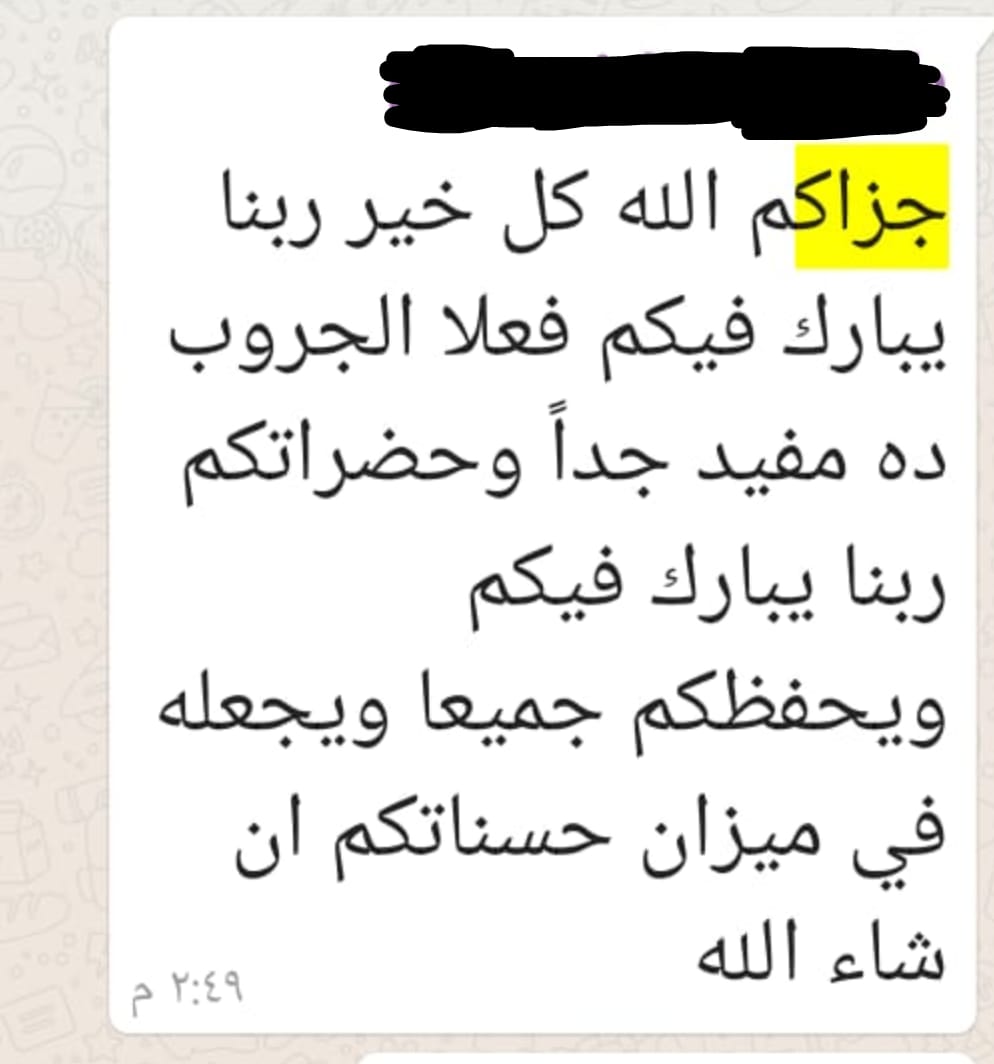 جزاكم الله كل خير ربنا
يبارك فيكم فعلا الجروب
ده مفيد جداً وحضراتكم
ربنا يبارك فيكم
ويحفظكم جميعا ويجعله
في ميزان حسناتكم ان
شاء الله
٢:٤٩ م